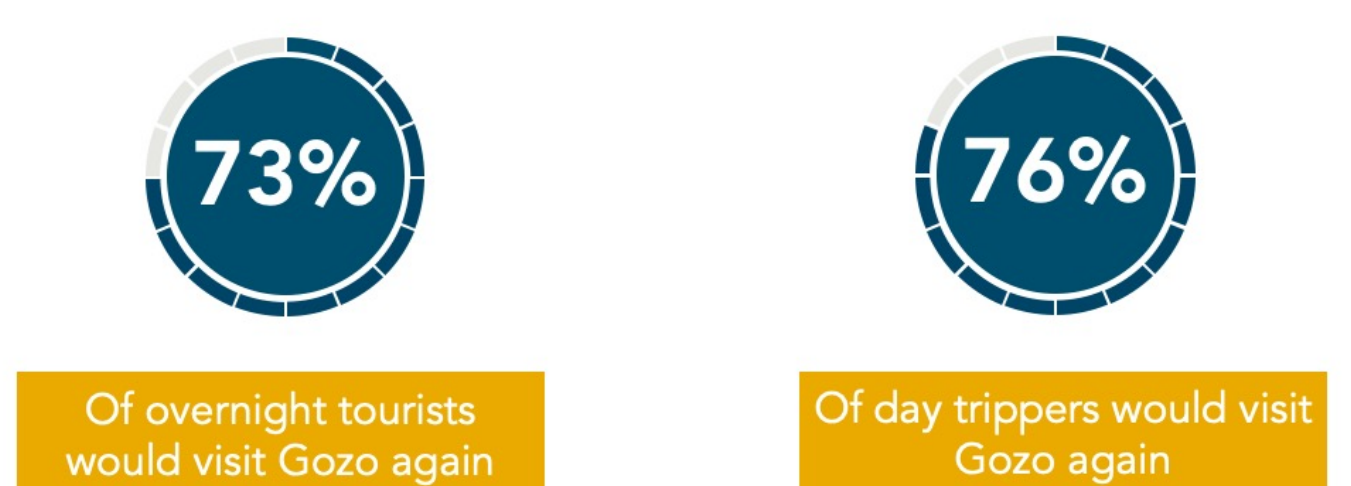 73%
Of overnight tourists
would visit Gozo again
76%
Of day trippers would visit
Gozo again